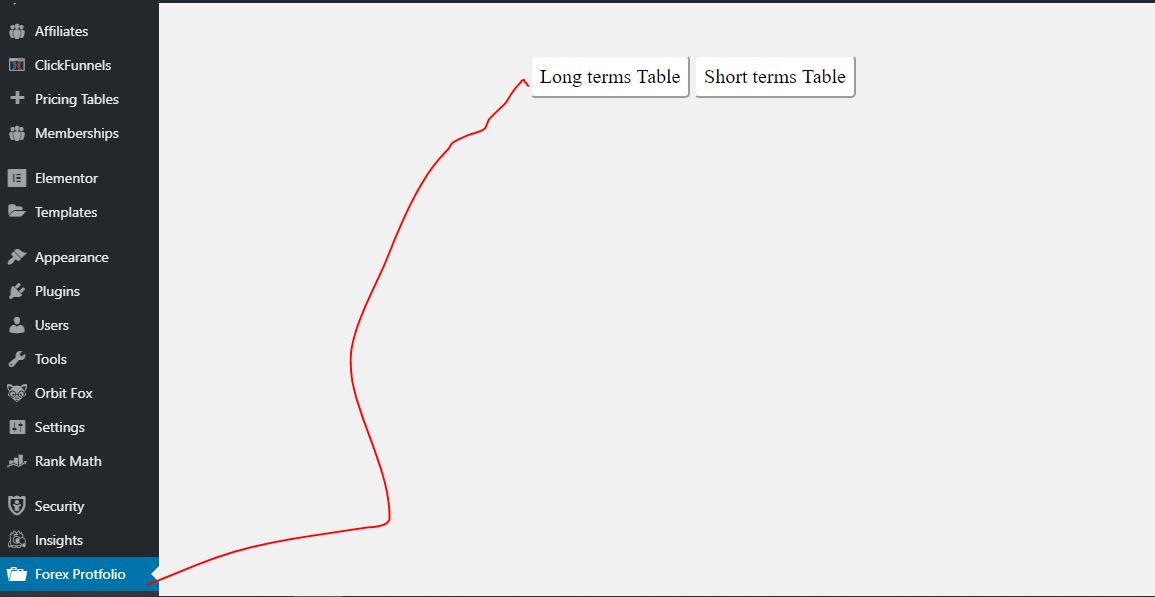 Affiliates
ClickFunnels
Pricing Tables
Memberships
Elementor
Templates
Appearance
Plugins
Users
Tools
Orbit Fox
Settings
Rank Math
Security
Insights
Forex Protfolio
Long terms Table
Short terms Table